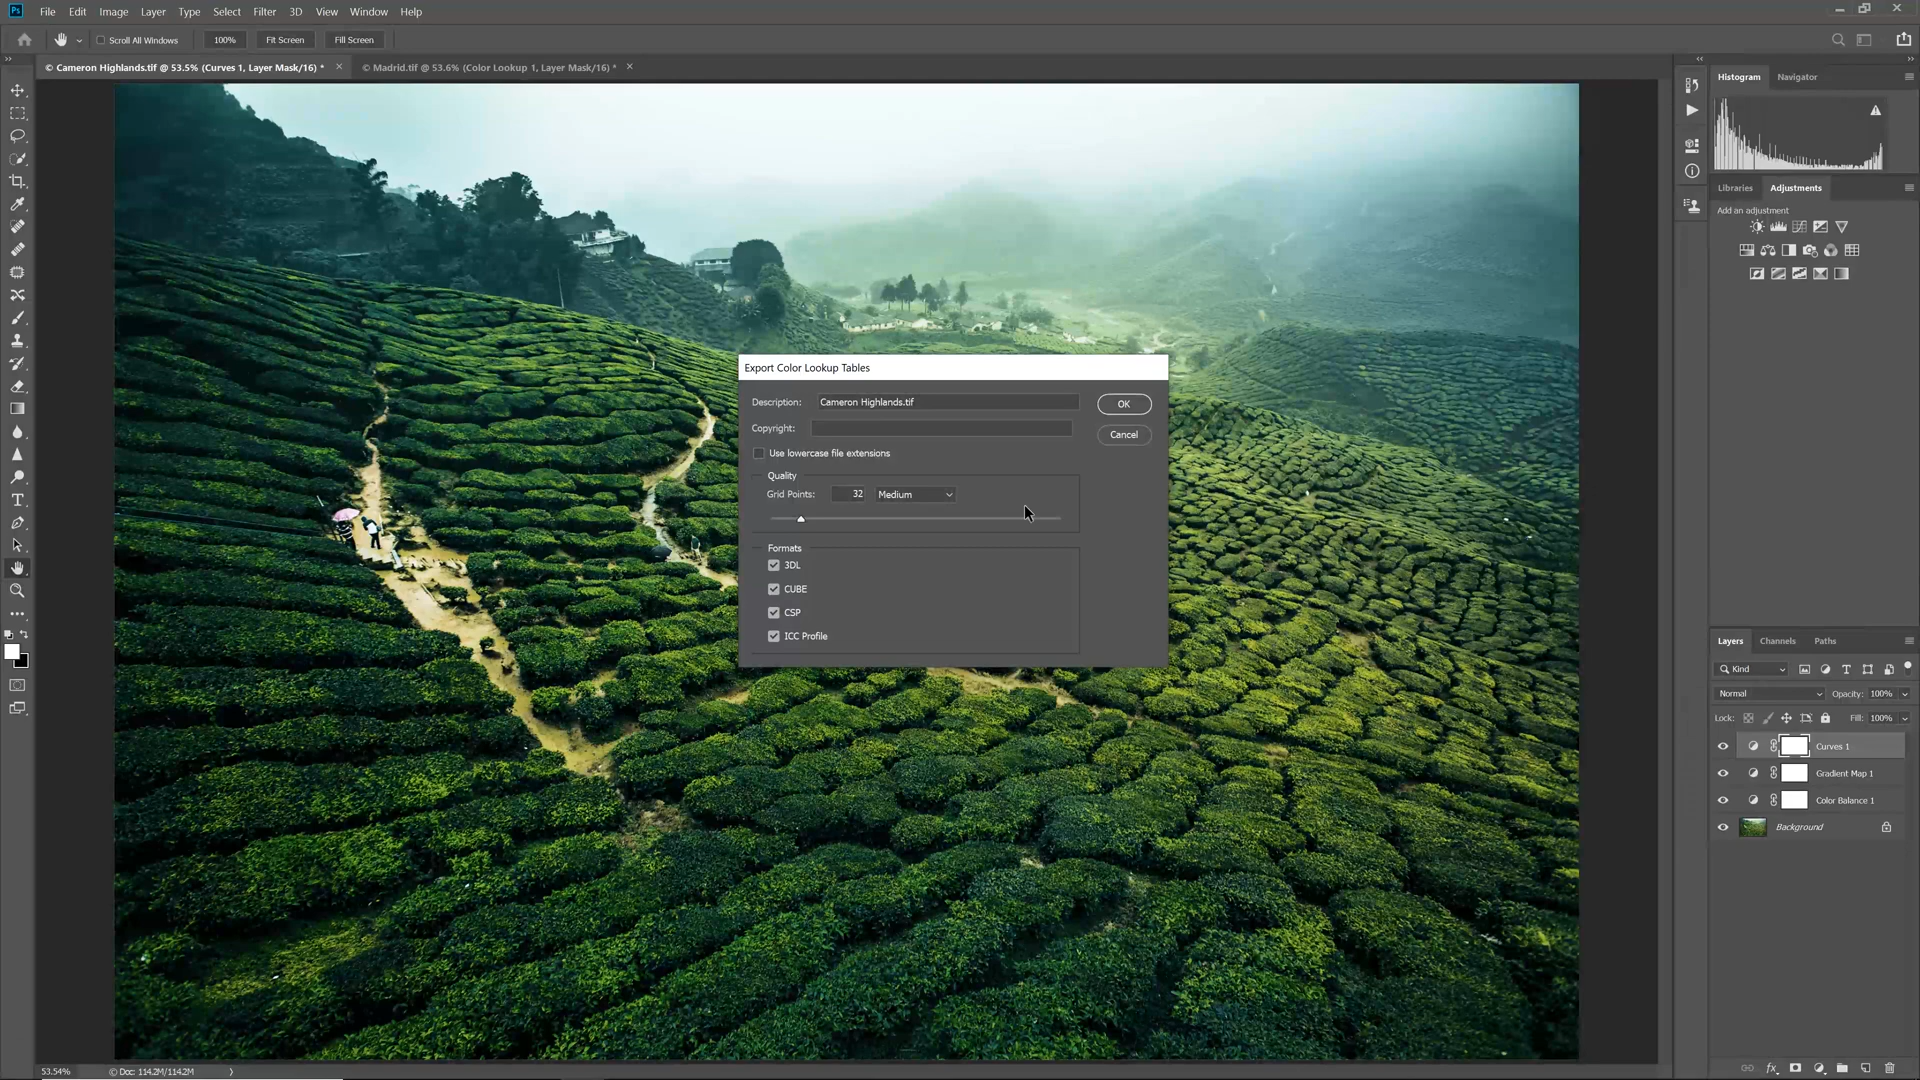 Ps File Edit Image Layer Type Select Filter 3D View Window Help
Scroll All Windows 100% Fit Screen Fill Screen
© Cameron Highlands.tif @ 53.5% (Curves 1, Layer Mask/16) *
© Madrid.tif @ 53.6% (Color Lookup 1, Layer Mask/16) *
Histogram Navigator
Libraries Adjustments
Add an adjustment
Export Color Lookup Tables
Description: Cameron Highlands.tif
OK
Copyright:
Cancel
Use lowercase file extensions
Quality
Grid Points: 32 Medium
Formats
3DL
CUBE
CSP
ICC Profile
Layers Channels Paths
Kind
Normal Opacity: 100%
Lock: Fill: 100%
Curves 1
Gradient Map 1
Color Balance 1
Background
fx
53.54% © Doc: 114.2M/114.2M